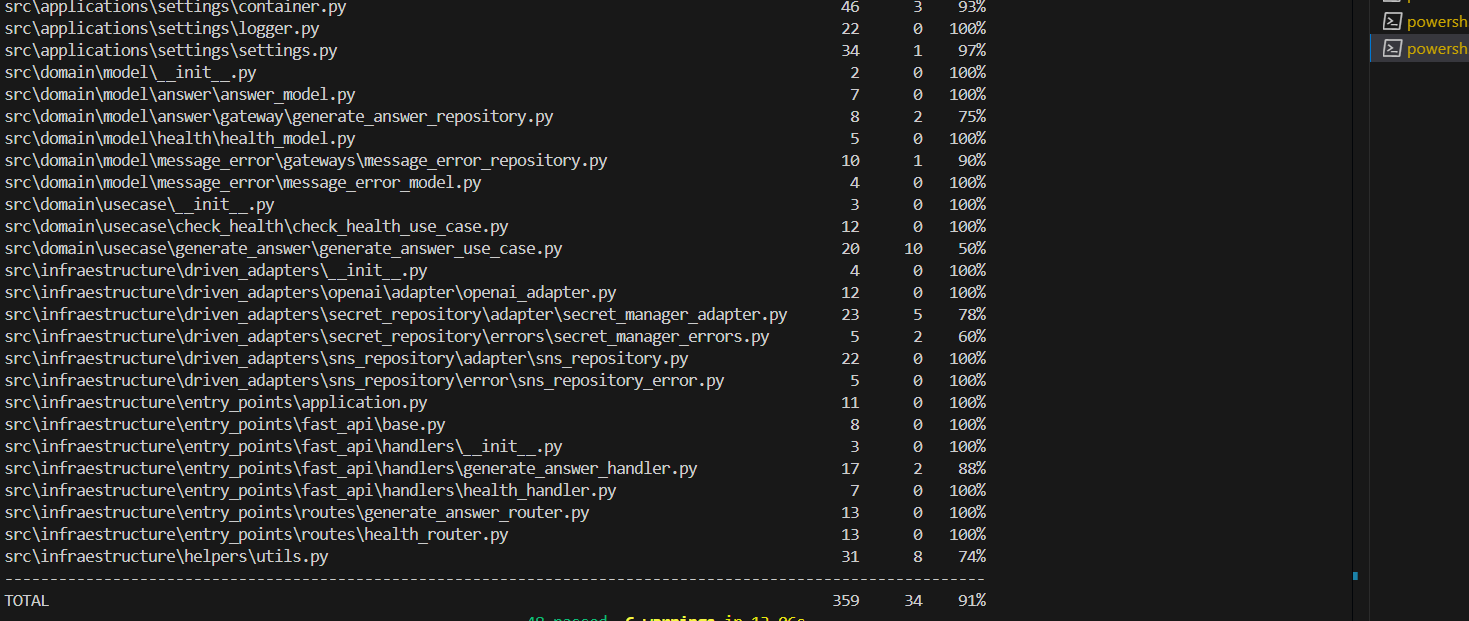 src\applications\settings\container.py 46 3 93%
src\applications\settings\logger.py 22 0 100%
src\applications\settings\settings.py 34 1 97%
src\domain\model\__init__.py 2 0 100%
src\domain\model\answer\answer_model.py 7 0 100%
src\domain\model\answer\gateway\generate_answer_repository.py 8 2 75%
src\domain\model\health\health_model.py 5 0 100%
src\domain\model\message_error\gateways\message_error_repository.py 10 1 90%
src\domain\model\message_error\message_error_model.py 4 0 100%
src\domain\usecase\__init__.py 3 0 100%
src\domain\usecase\check_health\check_health_use_case.py 12 0 100%
src\domain\usecase\generate_answer\generate_answer_use_case.py 20 10 50%
src\infraestructure\driven_adapters\__init__.py 4 0 100%
src\infraestructure\driven_adapters\openai\adapter\openai_adapter.py 12 0 100%
src\infraestructure\driven_adapters\secret_repository\adapter\secret_manager_adapter.py 23 5 78%
src\infraestructure\driven_adapters\secret_repository\errors\secret_manager_errors.py 5 2 60%
src\infraestructure\driven_adapters\sns_repository\adapter\sns_repository.py 22 0 100%
src\infraestructure\driven_adapters\sns_repository\error\sns_repository_error.py 5 0 100%
src\infraestructure\entry_points\application.py 11 0 100%
src\infraestructure\entry_points\fast_api\base.py 8 0 100%
src\infraestructure\entry_points\fast_api\handlers\__init__.py 3 0 100%
src\infraestructure\entry_points\fast_api\handlers\generate_answer_handler.py 17 2 88%
src\infraestructure\entry_points\fast_api\handlers\health_handler.py 7 0 100%
src\infraestructure\entry_points\routes\generate_answer_router.py 13 0 100%
src\infraestructure\entry_points\routes\health_router.py 13 0 100%
src\infraestructure\helpers\utils.py 31 8 74%
TOTAL 359 34 91%
passed, 6 warnings in
powersh
powersh